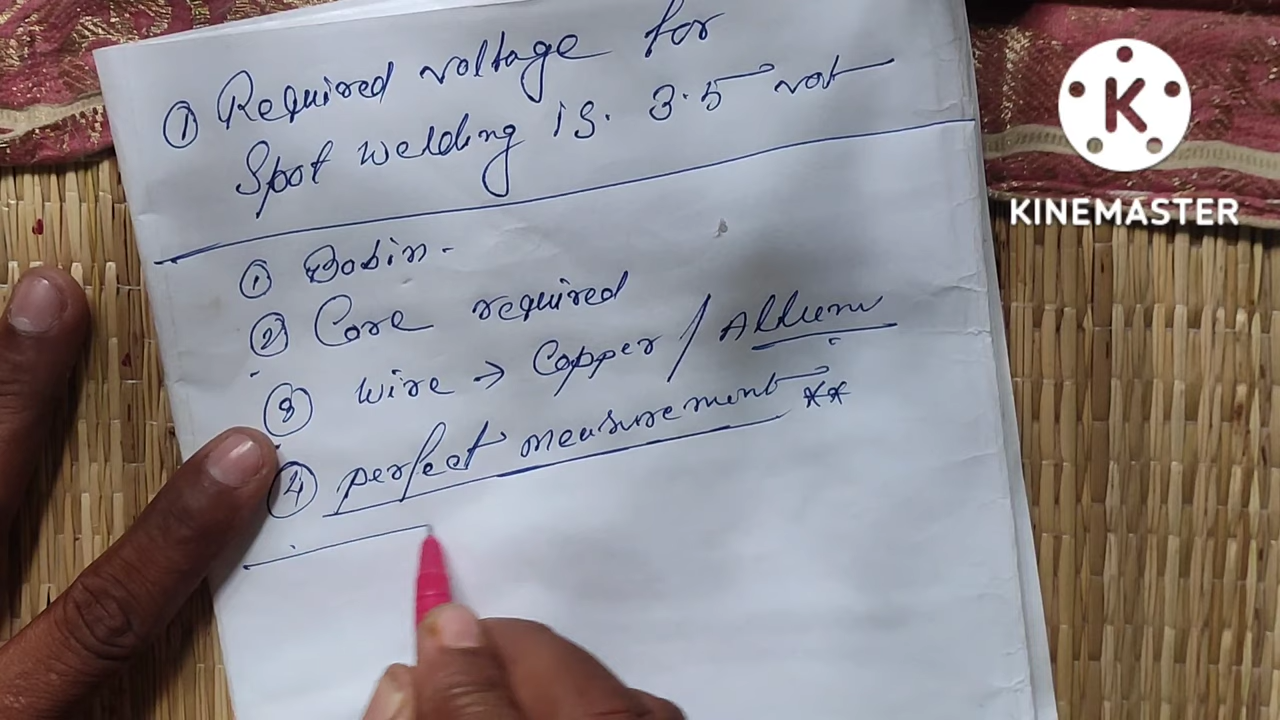 ① Required voltage for
Spot welding is. 3.5 volt
① Bobin.
② Core required
③ wire → Copper / Allium
④ perfect measurement **
K
KINEMASTER